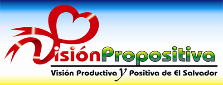 VisiónPropositiva
Visión Productiva y Positiva de El Salvador